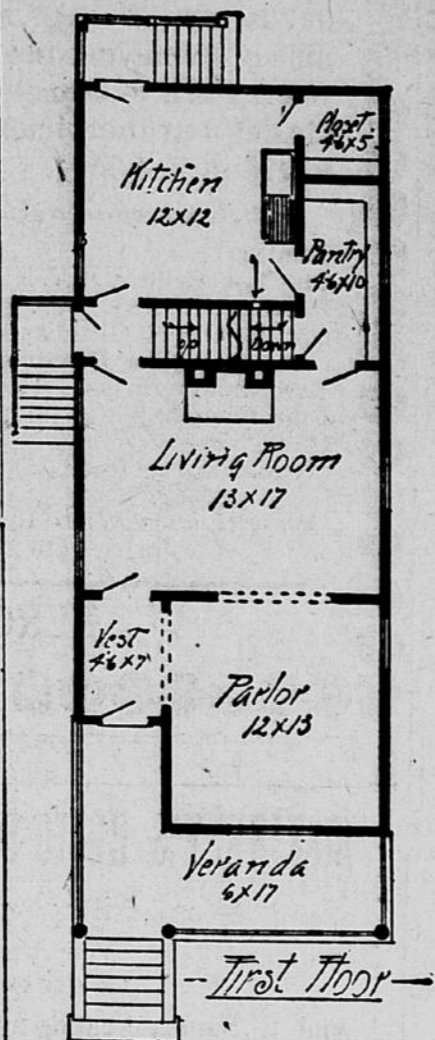 Closet.
4'6X5
Kitchen
12X12
Pantry
4'6X10
UP
Down
Living Room
13X17
Vest
4'6X7'
Parlor
12X13
Veranda
6X17
First Floor